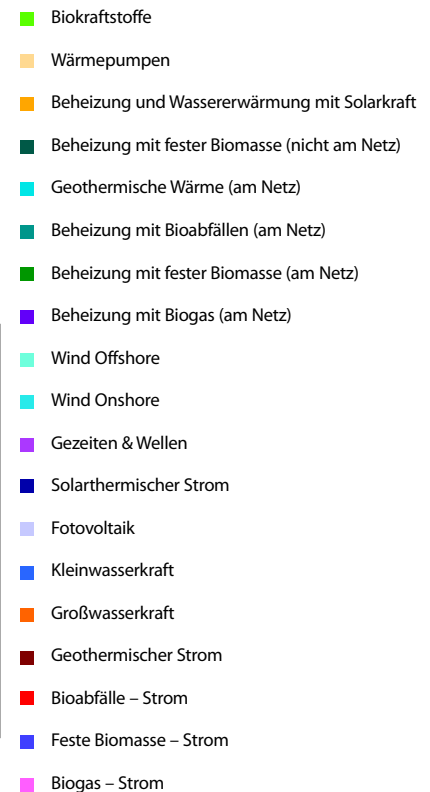 Biokraftstoffe
Wärmepumpen
Beheizung und Wassererwärmung mit Solarkraft
Beheizung mit fester Biomasse (nicht am Netz)
Geothermische Wärme (am Netz)
Beheizung mit Bioabfällen (am Netz)
Beheizung mit fester Biomasse (am Netz)
Beheizung mit Biogas (am Netz)
Wind Offshore
Wind Onshore
Gezeiten & Wellen
Solarthermischer Strom
Fotovoltaik
Kleinwasserkraft
Großwasserkraft
Geothermischer Strom
Bioabfälle – Strom
Feste Biomasse – Strom
Biogas – Strom